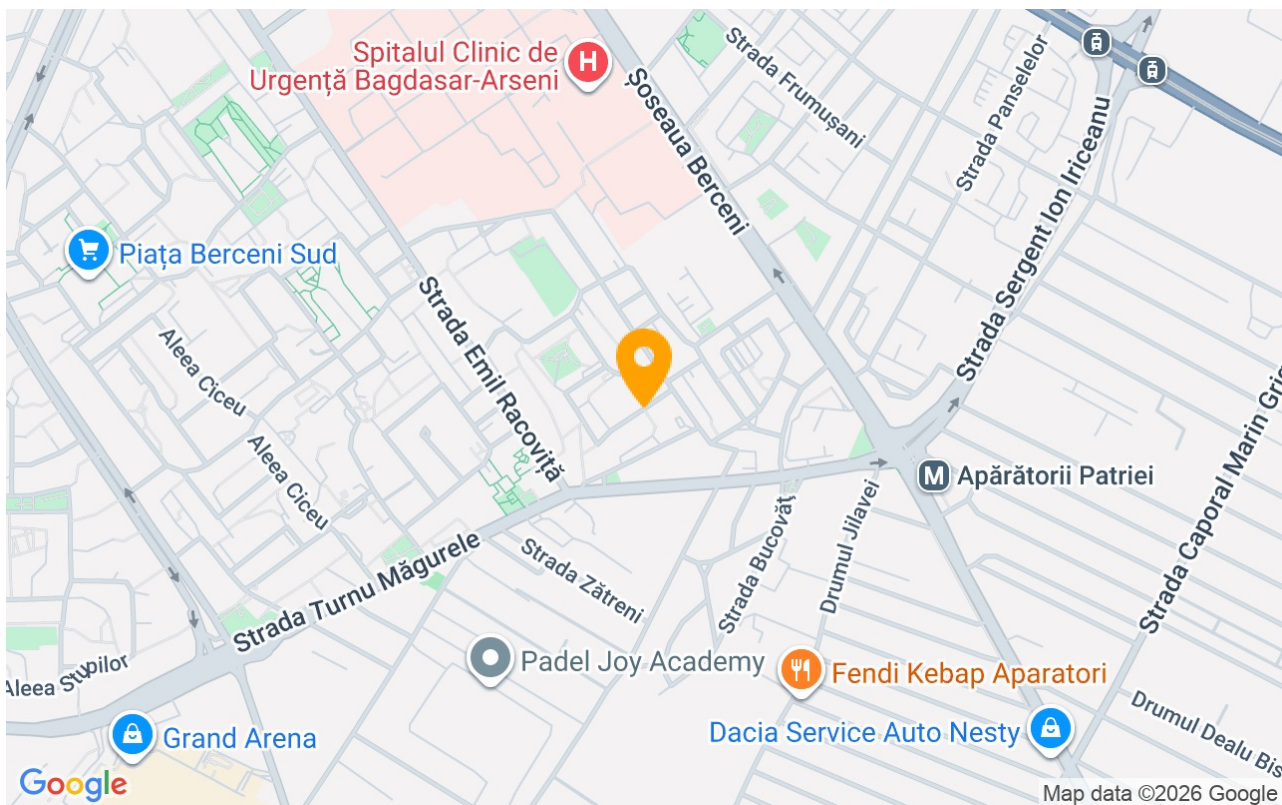 Spitalul Clinic de
Urgență Bagdasar-Arseni
H
Șoseaua Berceni
Strada Frumușani
Strada Panselelor
Strada Sergent Ion Iriceanu
Piața Berceni Sud
Strada Emil Racoviță
Aleea Ciceu
Aleea Ciceu
M
Apărătorii Patriei
Strada Caporal Marin Grig
Strada Turnu Măgurele
Strada Zătreni
Strada Bucovăț
Drumul Jilavei
Aleea Stupilor
Padel Joy Academy
Fendi Kebap Aparatori
Grand Arena
Dacia Service Auto Nesty
Drumul Dealu Bis
Google
Map data ©2026 Google